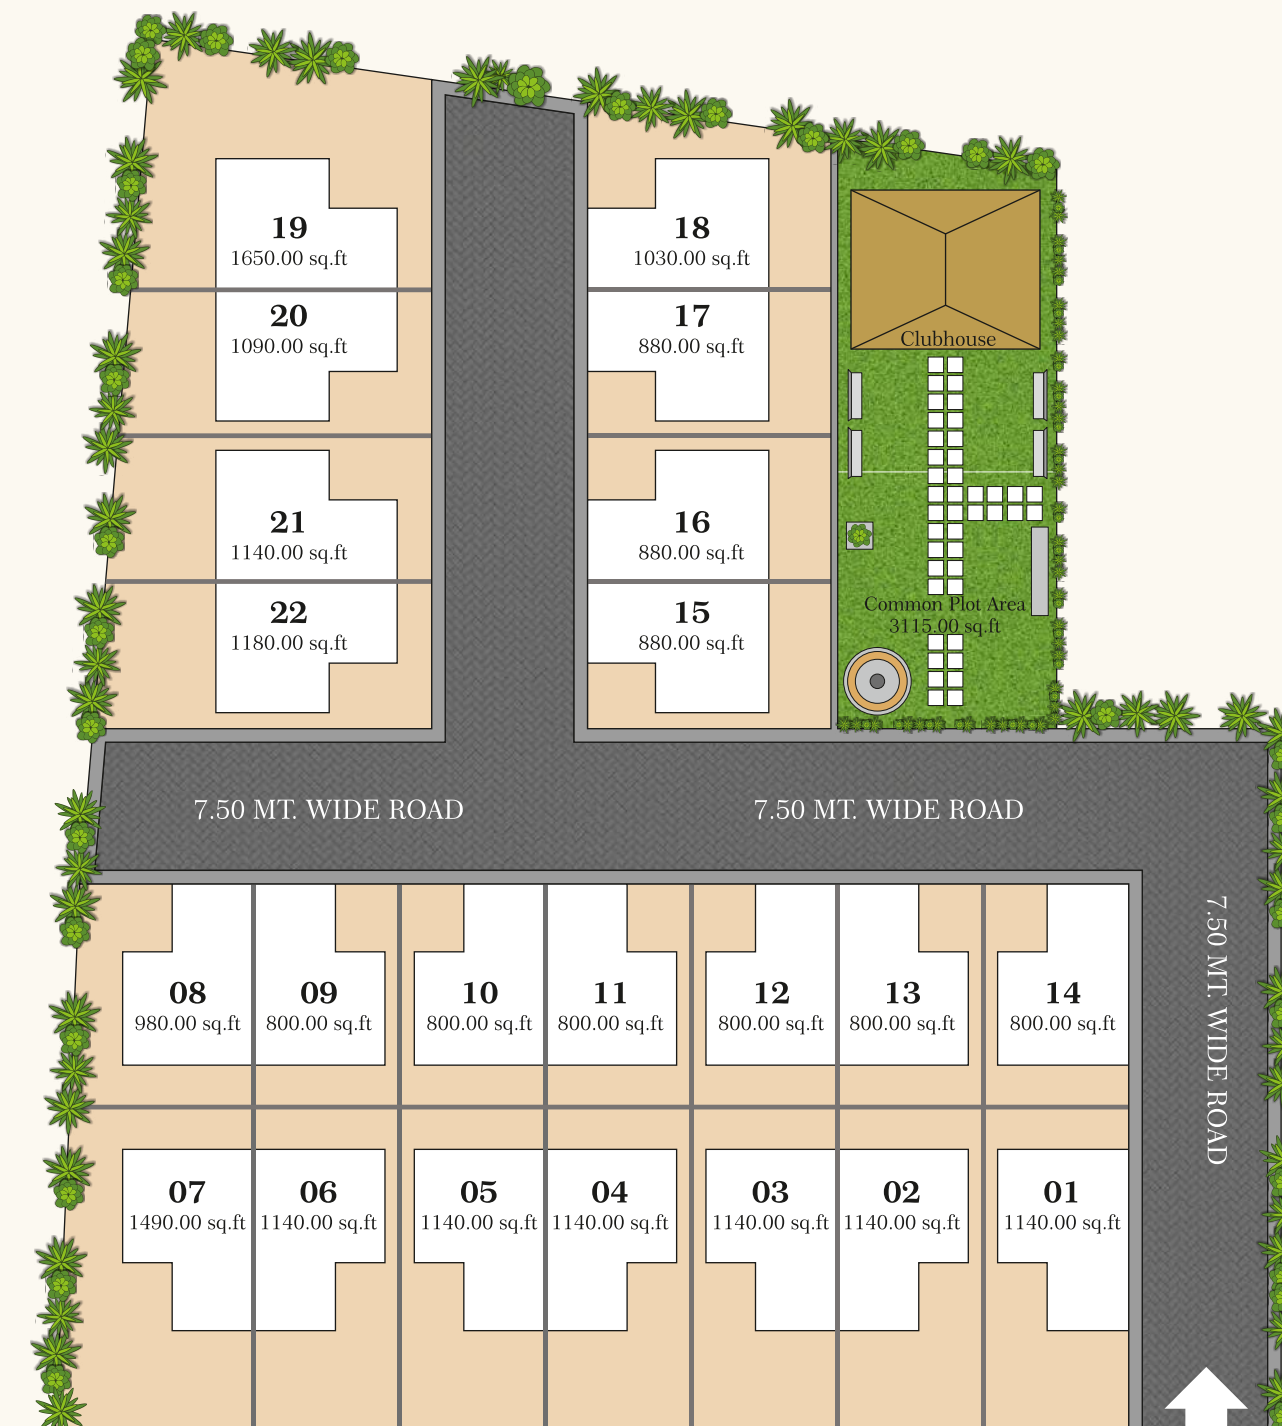 19
1650.00 sq.ft
20
1090.00 sq.ft
21
1140.00 sq.ft
22
1180.00 sq.ft
18
1030.00 sq.ft
17
880.00 sq.ft
16
880.00 sq.ft
15
880.00 sq.ft
Clubhouse
Common Plot Area
3115.00 sq.ft
7.50 MT. WIDE ROAD
7.50 MT. WIDE ROAD
7.50 MT. WIDE ROAD
08
980.00 sq.ft
09
800.00 sq.ft
10
800.00 sq.ft
11
800.00 sq.ft
12
800.00 sq.ft
13
800.00 sq.ft
14
800.00 sq.ft
07
1490.00 sq.ft
06
1140.00 sq.ft
05
1140.00 sq.ft
04
1140.00 sq.ft
03
1140.00 sq.ft
02
1140.00 sq.ft
01
1140.00 sq.ft